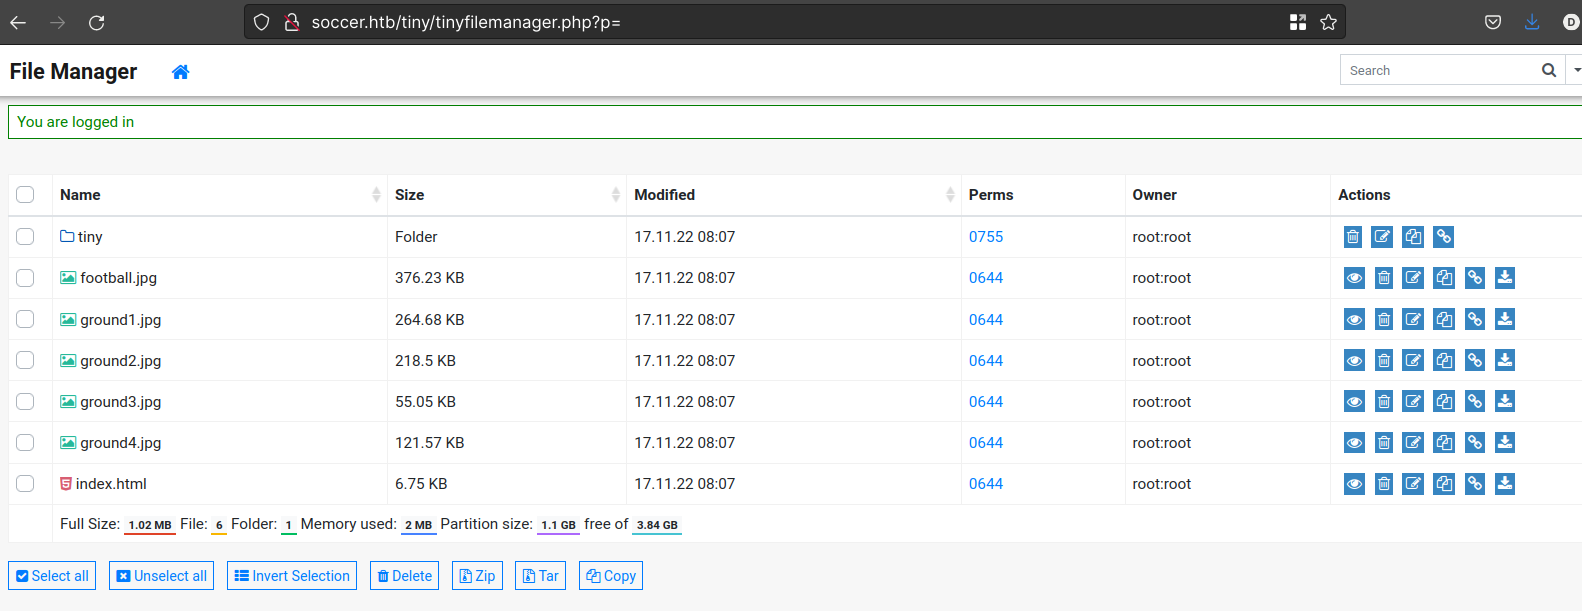 soccer.htb/tiny/tinyfilemanager.php?p=
D
File Manager
Search
You are logged in
Name Size Modified Perms Owner Actions
tiny Folder 17.11.22 08:07 0755 root:root
football.jpg 376.23 KB 17.11.22 08:07 0644 root:root
ground1.jpg 264.68 KB 17.11.22 08:07 0644 root:root
ground2.jpg 218.5 KB 17.11.22 08:07 0644 root:root
ground3.jpg 55.05 KB 17.11.22 08:07 0644 root:root
ground4.jpg 121.57 KB 17.11.22 08:07 0644 root:root
index.html 6.75 KB 17.11.22 08:07 0644 root:root
Full Size: 1.02 MB File: 6 Folder: 1 Memory used: 2 MB Partition size: 1.1 GB free of 3.84 GB
Select all Unselect all Invert Selection Delete Zip Tar Copy